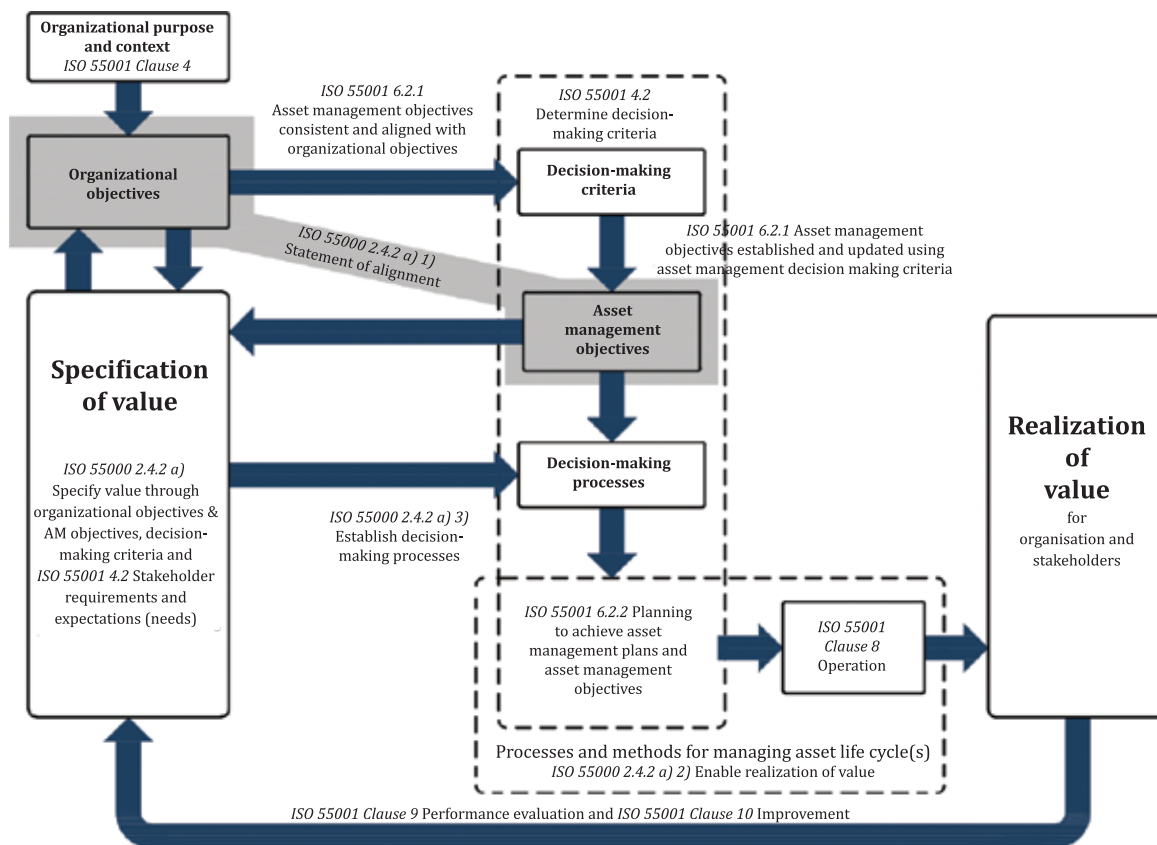 Organizational purpose
and context
ISO 55001 Clause 4
ISO 55001 6.2.1
Asset management objectives
consistent and aligned with
organizational objectives
ISO 55001 4.2
Determine decision-
making criteria
Organizational
objectives
Decision-making
criteria
ISO 55000 2.4.2 a) 1)
Statement of alignment
ISO 55001 6.2.1 Asset management
objectives established and updated using
asset management decision making criteria
Asset
management
objectives
Specification
of value
ISO 55000 2.4.2 a)
Specify value through
organizational objectives &
AM objectives, decision-
making criteria and
ISO 55001 4.2 Stakeholder
requirements and
expectations (needs)
Decision-making
processes
ISO 55000 2.4.2 a) 3)
Establish decision-
making processes
Realization
of
value
for
organisation and
stakeholders
ISO 55001 6.2.2 Planning
to achieve asset
management plans and
asset management
objectives
ISO 55001
Clause 8
Operation
Processes and methods for managing asset life cycle(s)
ISO 55000 2.4.2 a) 2) Enable realization of value
ISO 55001 Clause 9 Performance evaluation and ISO 55001 Clause 10 Improvement